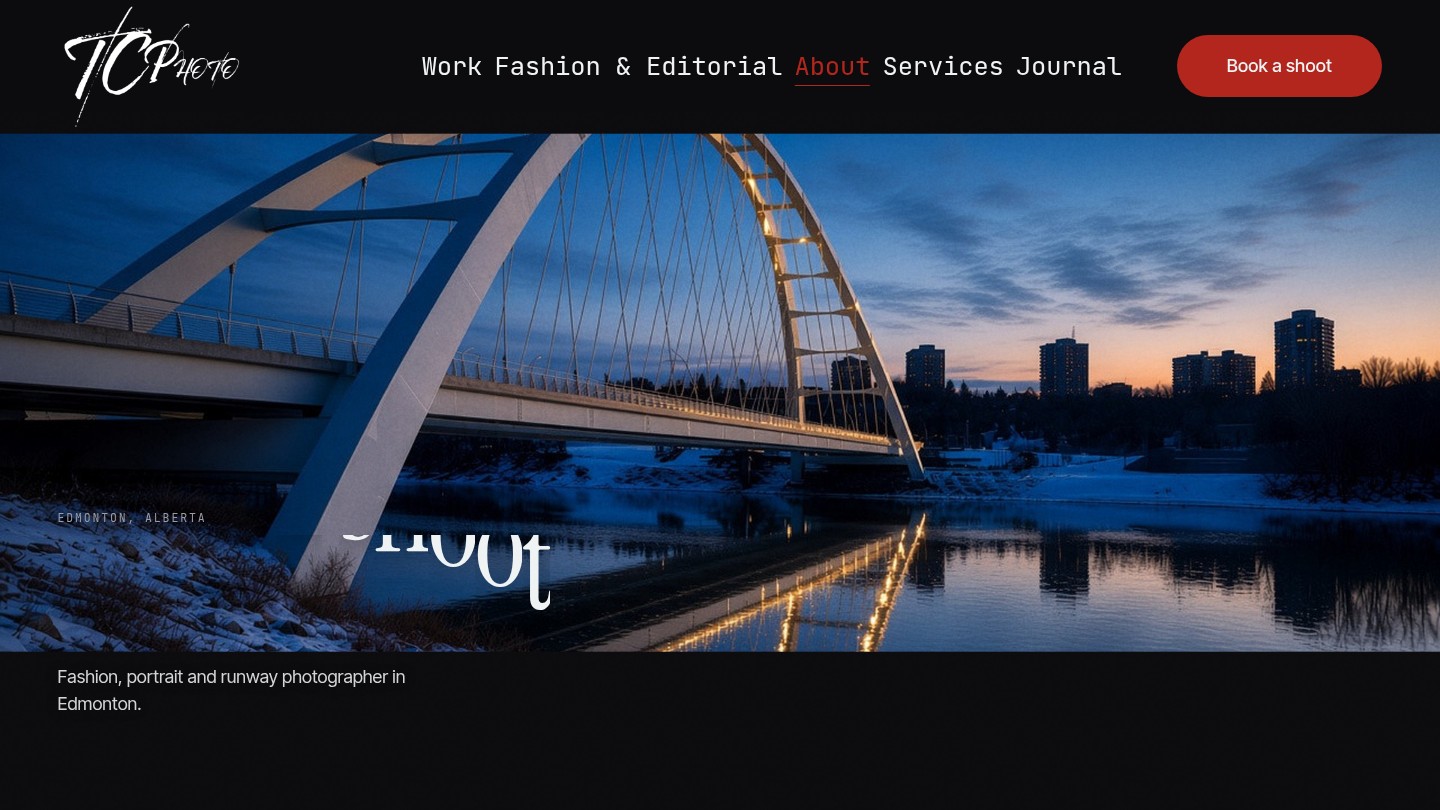 TCPHOTO
Work Fashion & Editorial About Services Journal
Book a shoot
EDMONTON, ALBERTA
Fashion, portrait and runway photographer in
Edmonton.